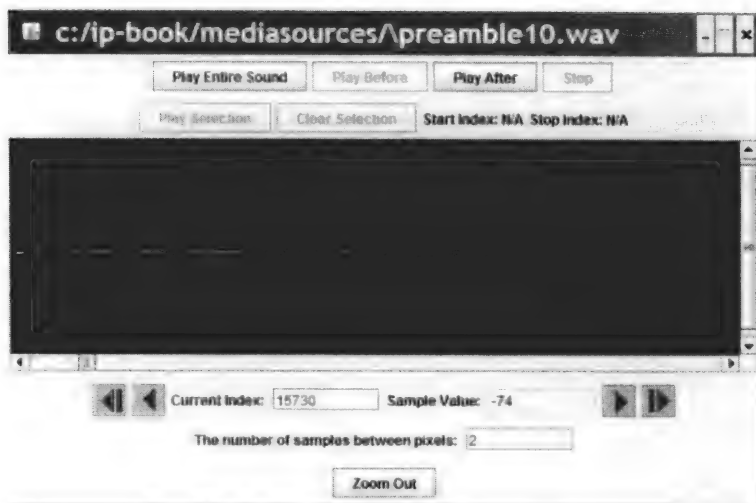 c:/ip-book/mediasources/\preamble10.wav
Play Entire Sound Play Before Play After Stop
Play Selection Clear Selection Start Index: N/A Stop Index: N/A
Current Index: 15730 Sample Value: -74
The number of samples between pixels: 2
Zoom Out